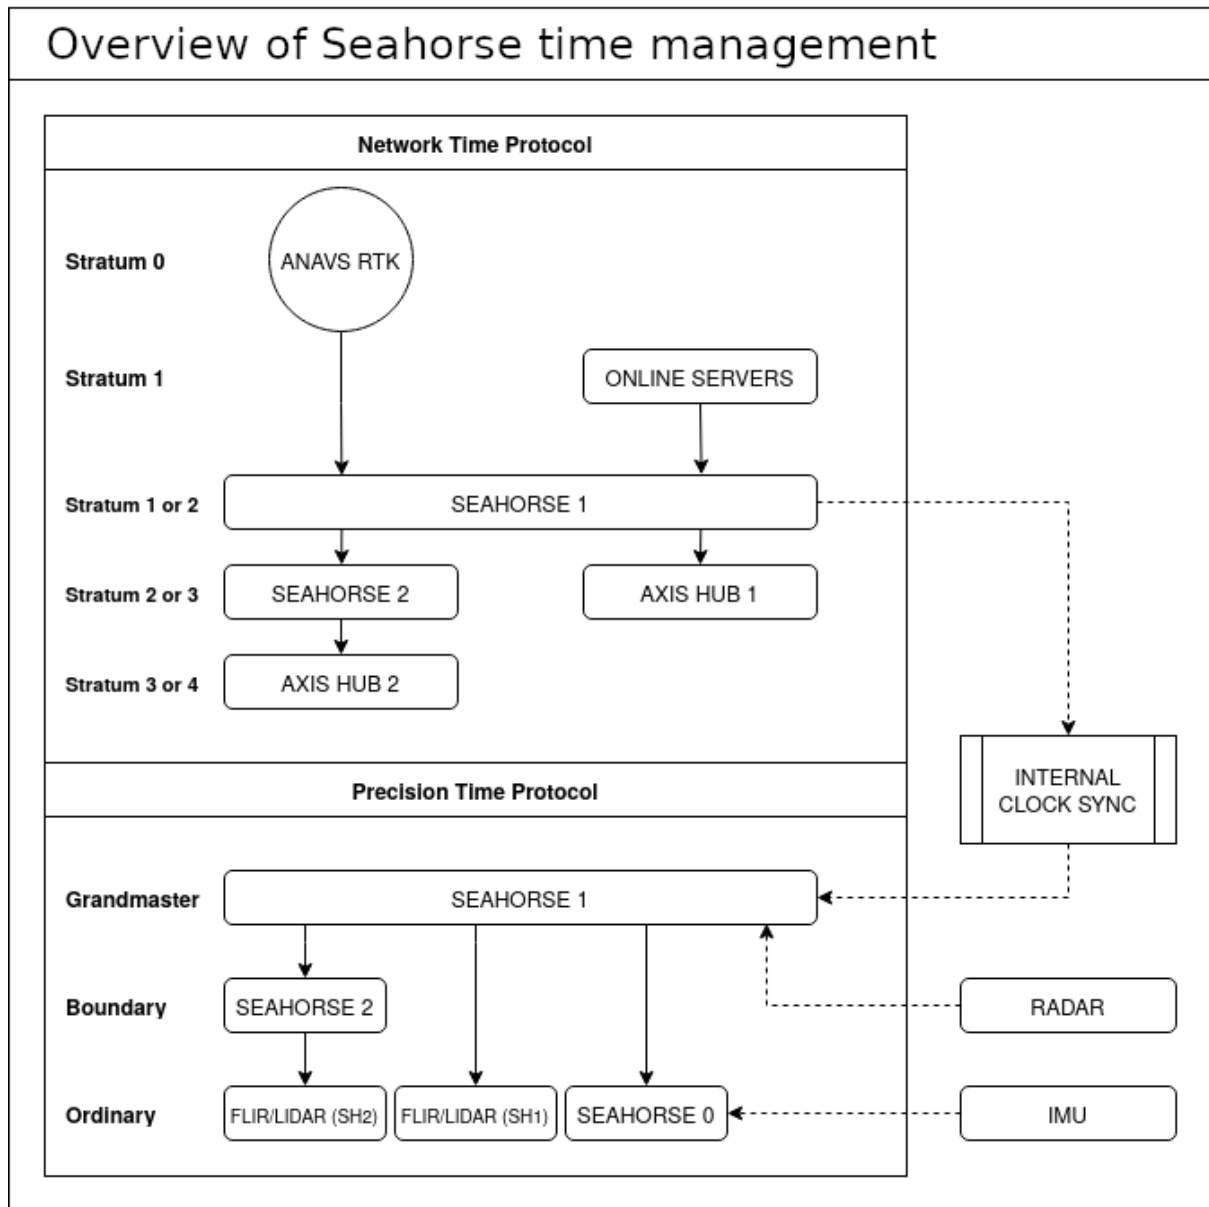 Overview of Seahorse time management
Network Time Protocol
Stratum 0
ANAVS RTK
Stratum 1
ONLINE SERVERS
Stratum 1 or 2
SEAHORSE 1
Stratum 2 or 3
SEAHORSE 2
AXIS HUB 1
Stratum 3 or 4
AXIS HUB 2
INTERNAL
CLOCK SYNC
Precision Time Protocol
Grandmaster
SEAHORSE 1
Boundary
SEAHORSE 2
RADAR
Ordinary
FLIR/LIDAR (SH2)
FLIR/LIDAR (SH1)
SEAHORSE 0
IMU